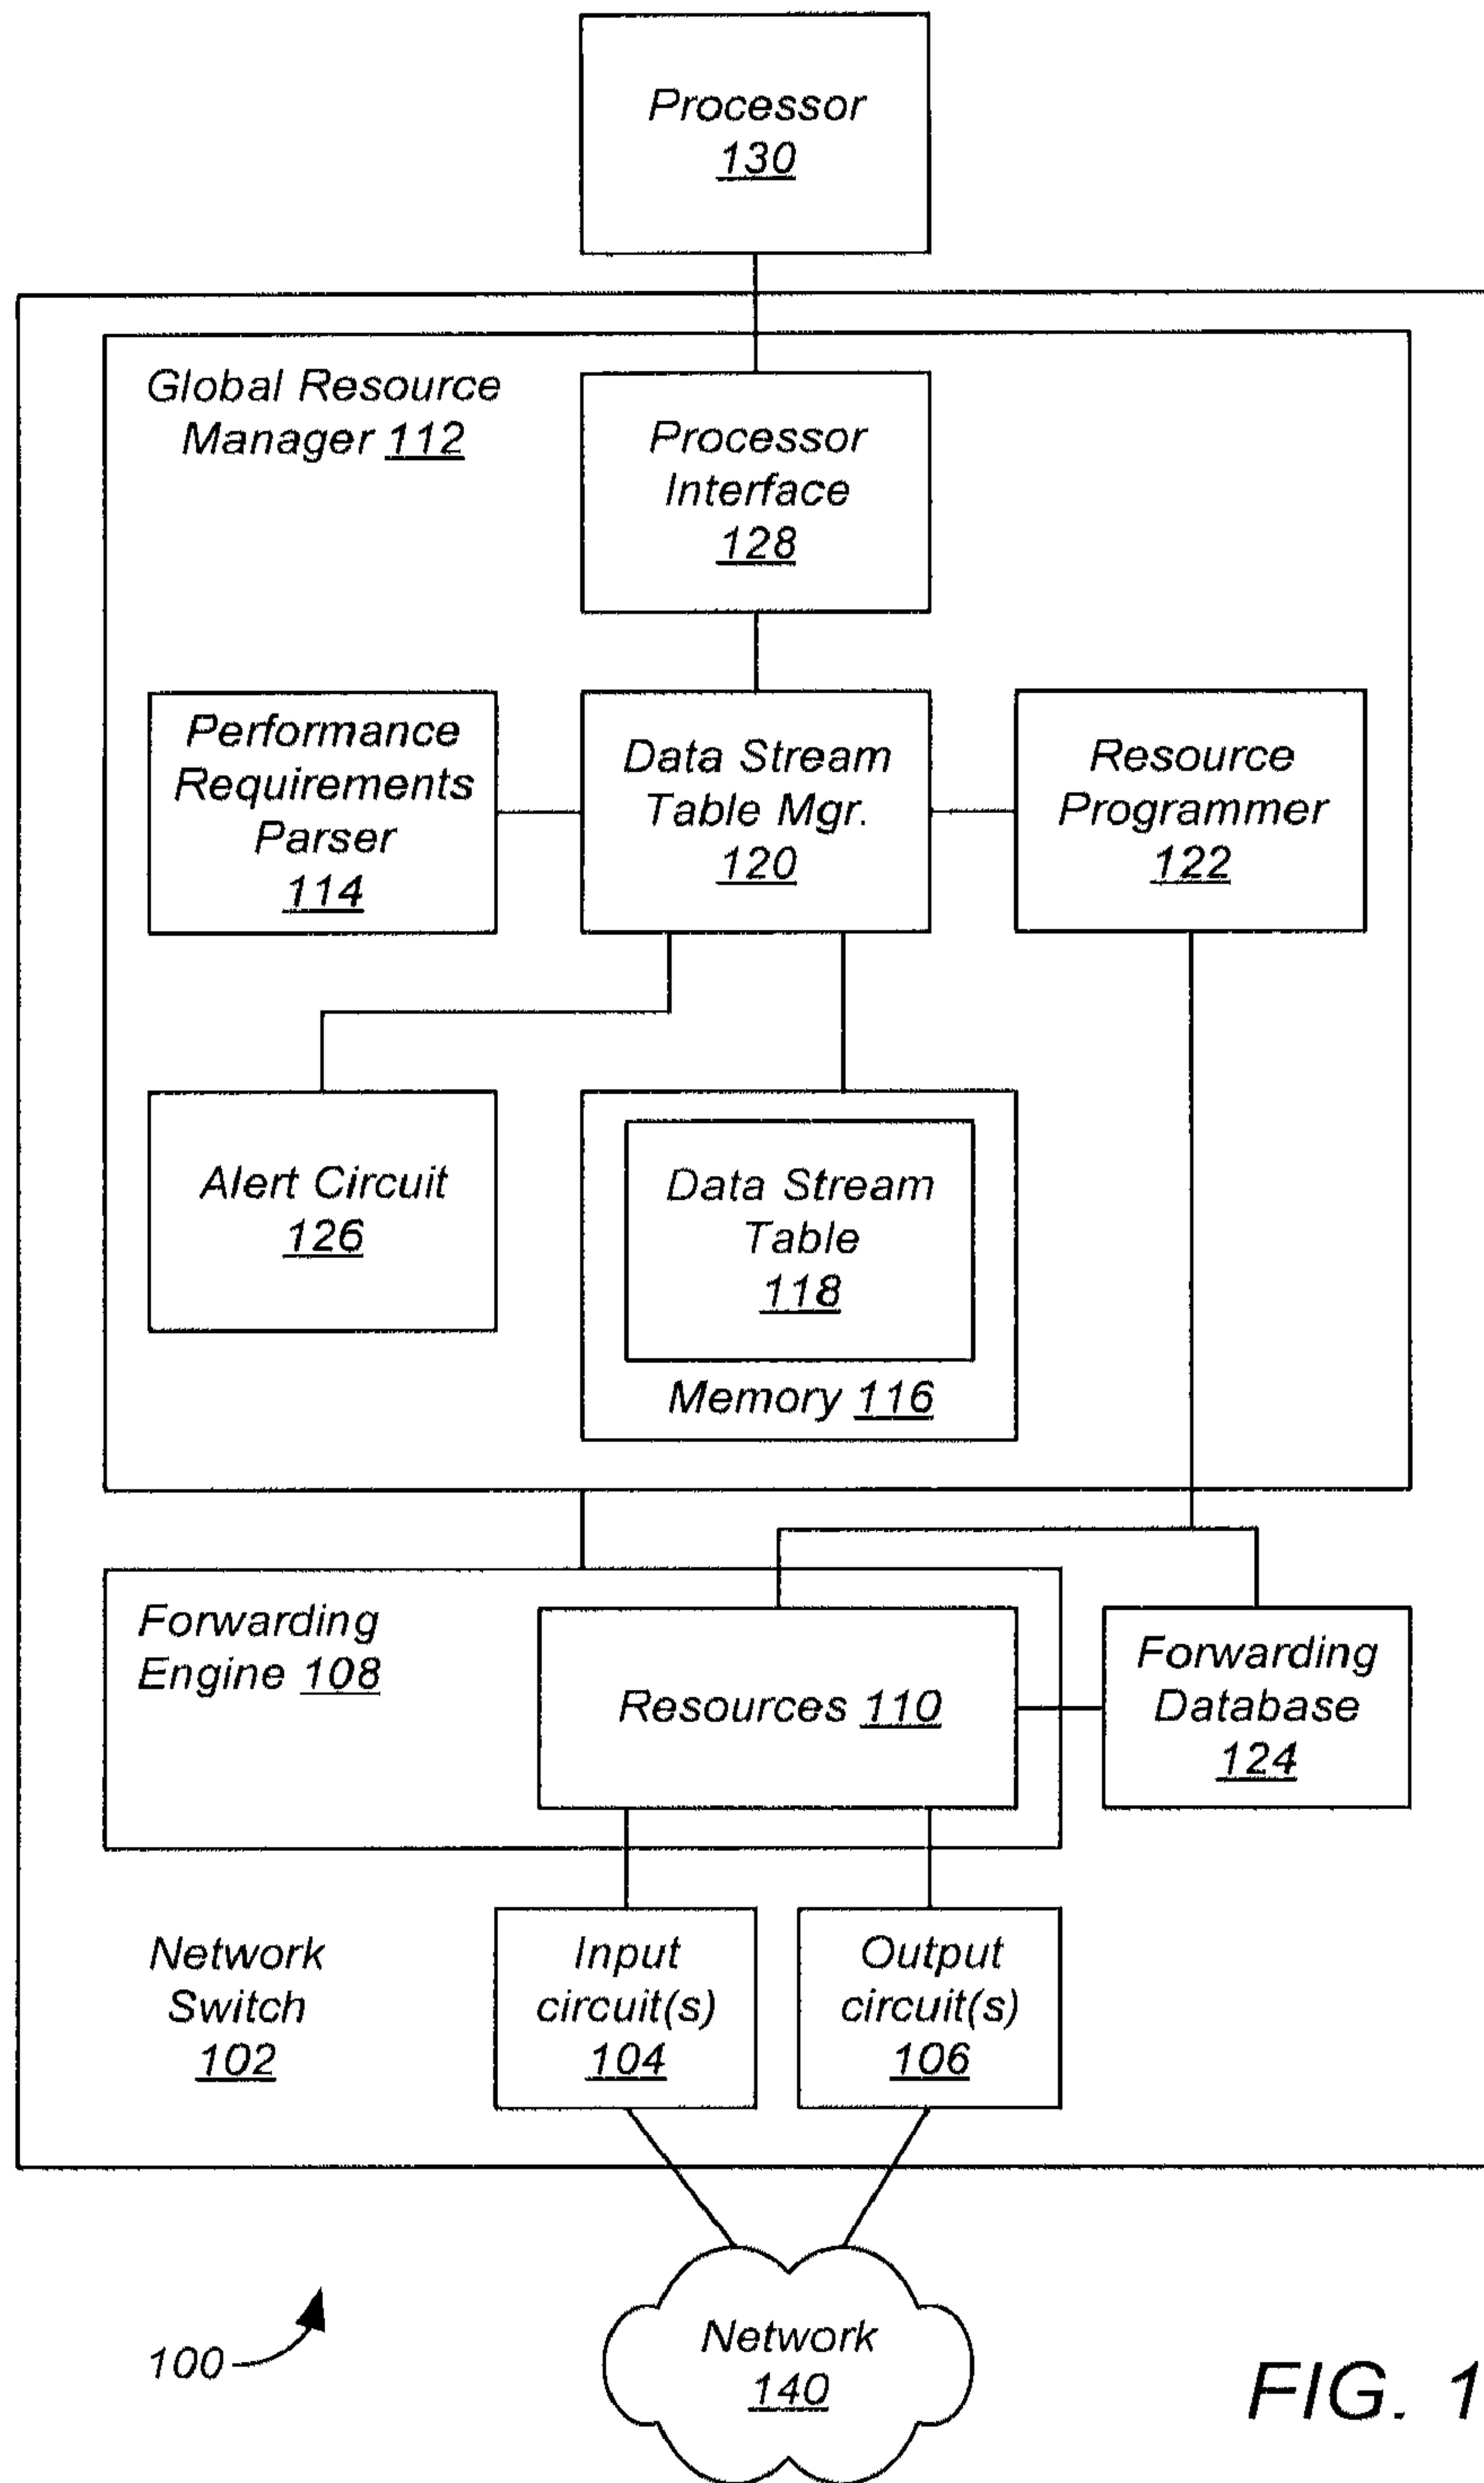 Processor
130
Global Resource
Manager 112
Processor
Interface
128
Performance
Requirements
Parser
114
Data Stream
Table Mgr.
120
Resource
Programmer
122
Alert Circuit
126
Data Stream
Table
118
Memory 116
Forwarding
Engine 108
Resources 110
Forwarding
Database
124
Network
Switch
102
Input
circuit(s)
104
Output
circuit(s)
106
100
Network
140
FIG. 1